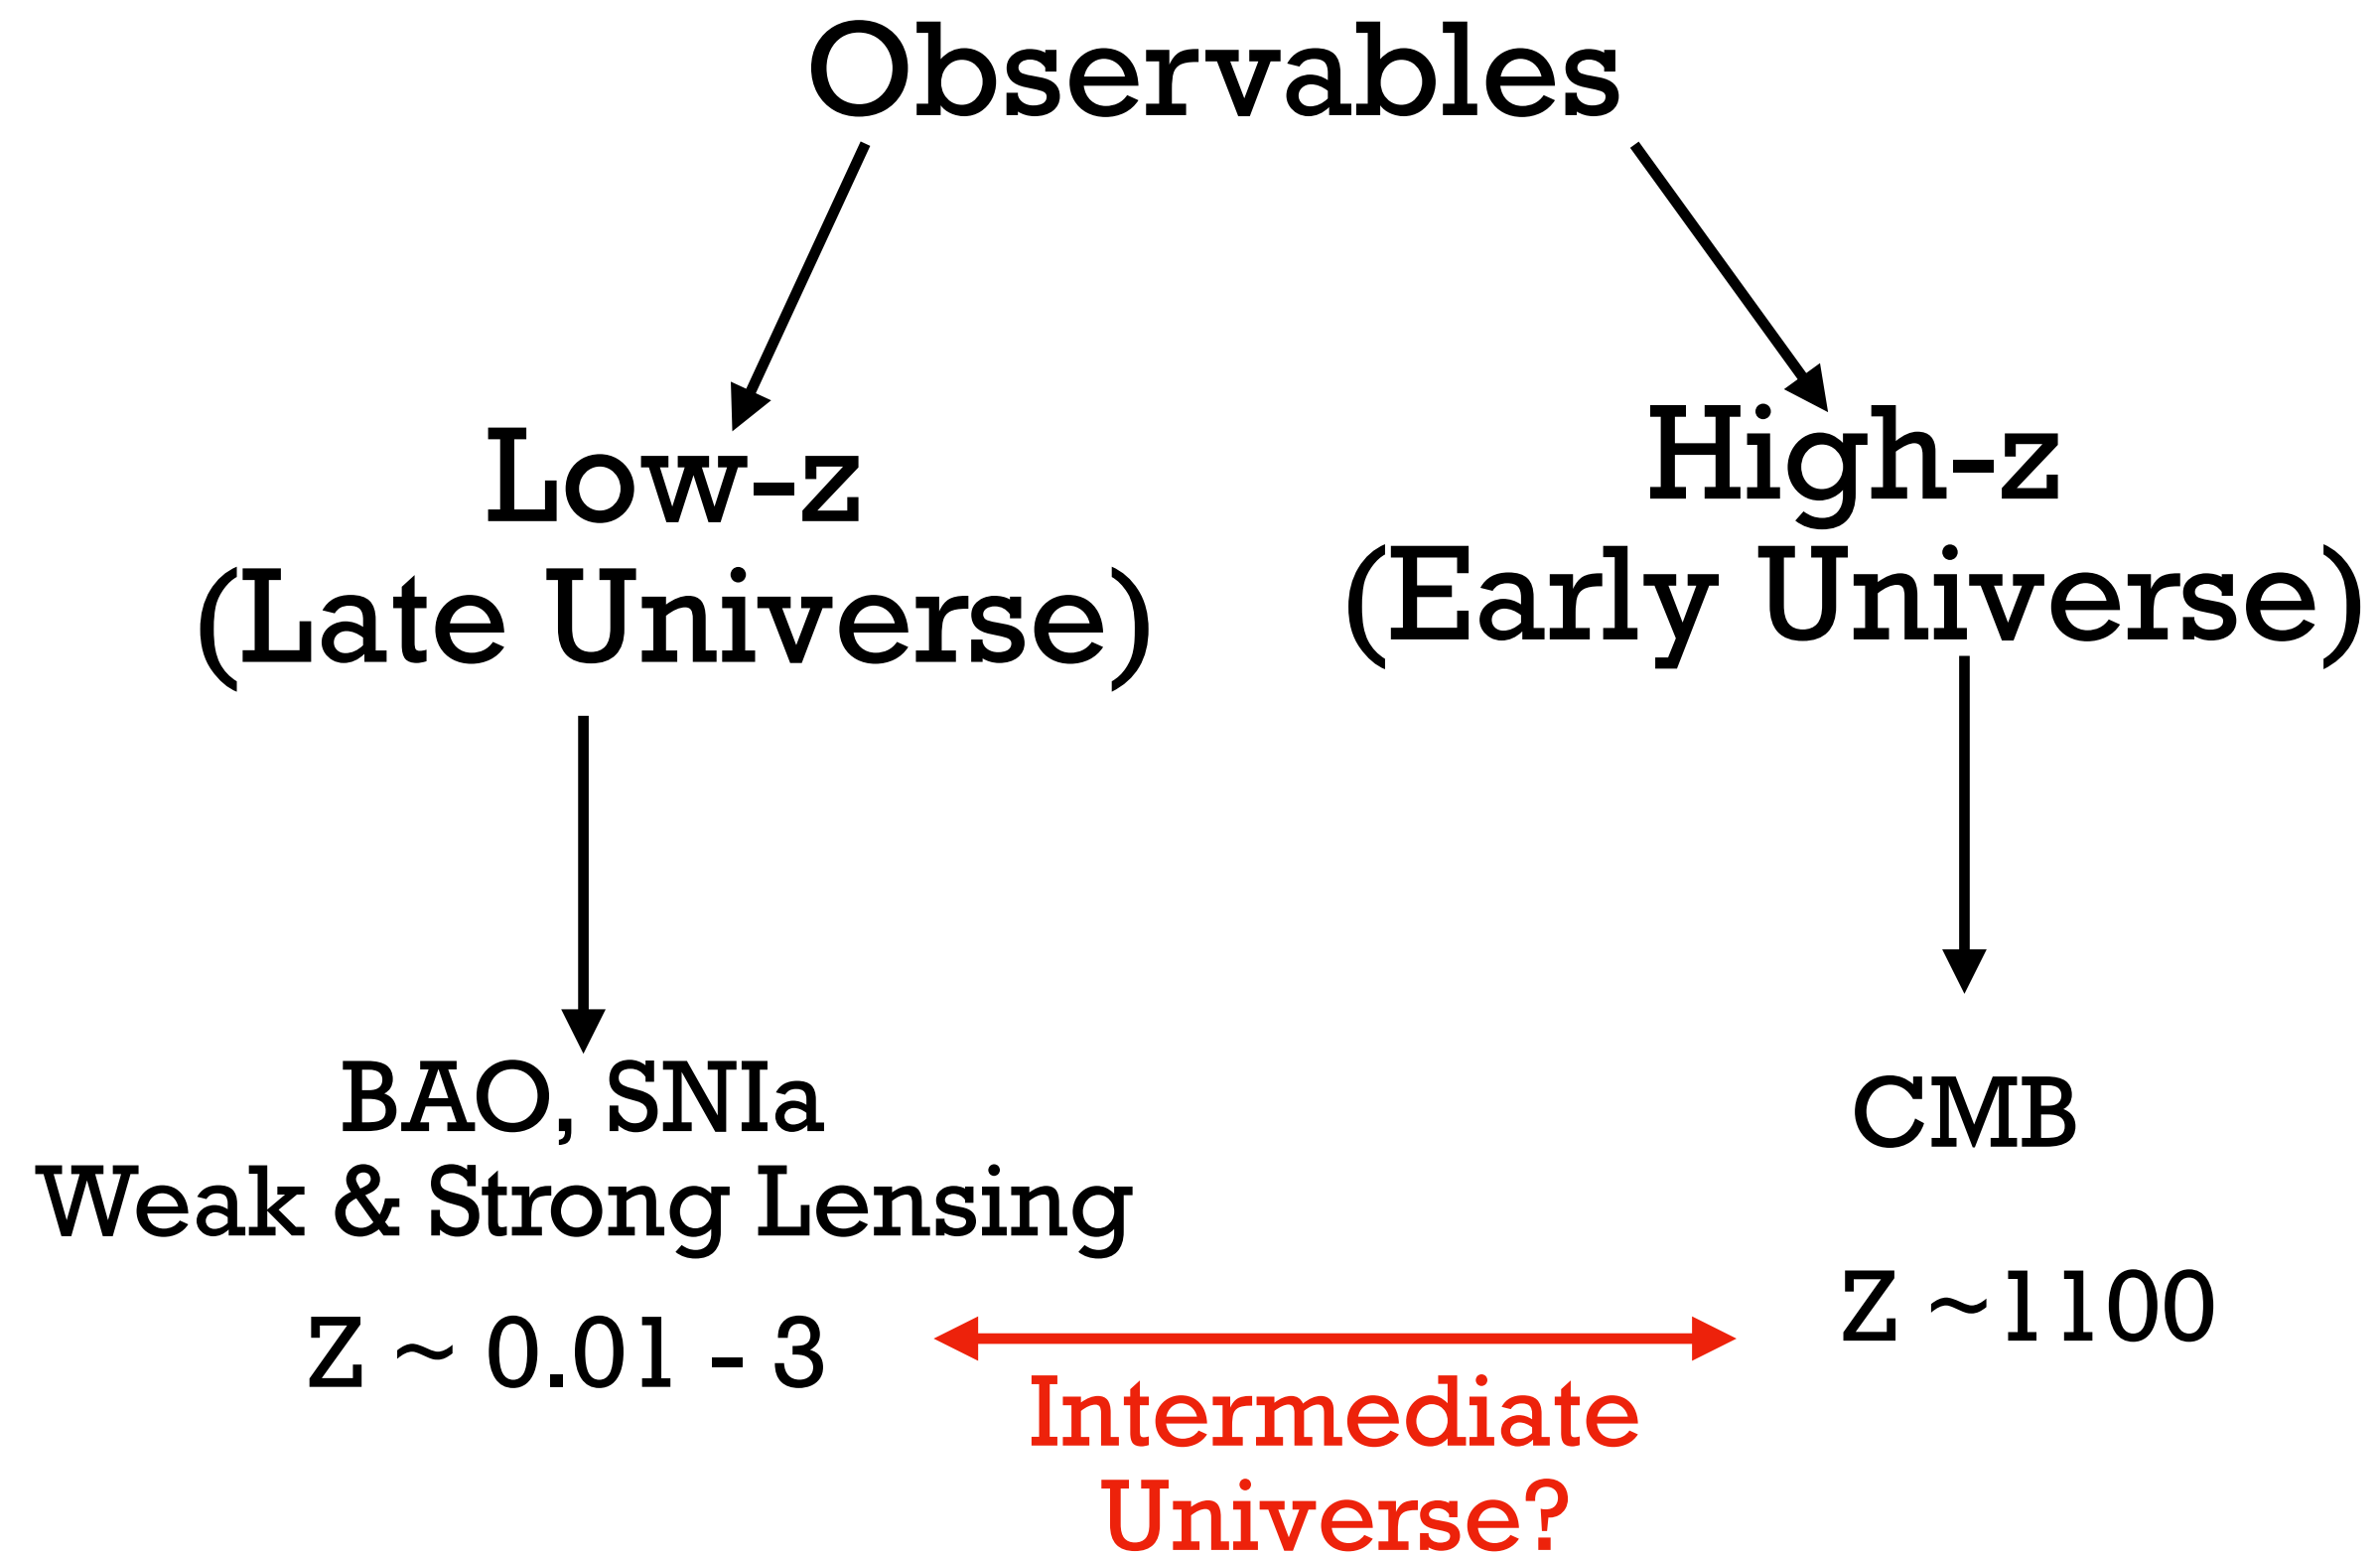 Observables
Low-z
(Late Universe)
High-z
(Early Universe)
BAO, SNIa
Weak & Strong Lensing
Z ~ 0.01 - 3
CMB
Z ~1100
Intermediate
Universe?